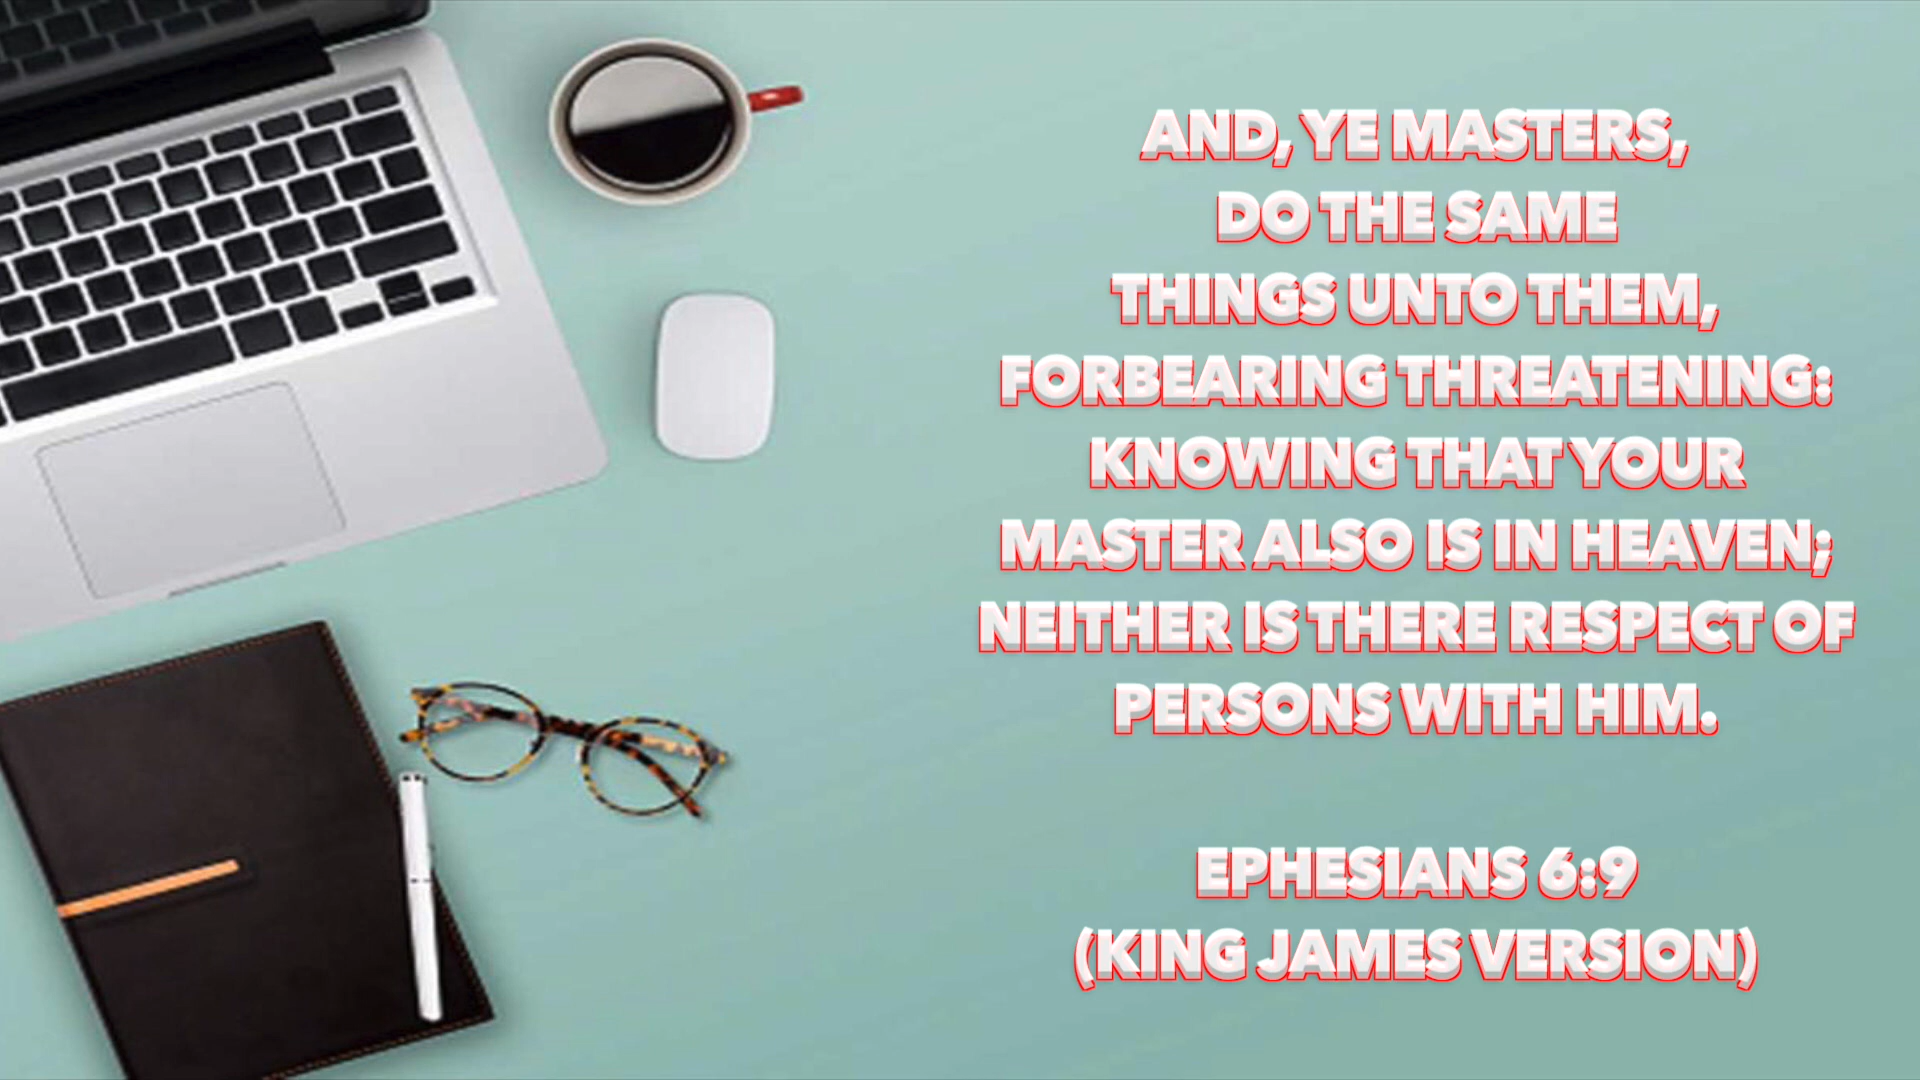 AND, YE MASTERS,
DO THE SAME
THINGS UNTO THEM,
FORBEARING THREATENING:
KNOWING THAT YOUR
MASTER ALSO IS IN HEAVEN;
NEITHER IS THERE RESPECT OF
PERSONS WITH HIM.
EPHESIANS 6:9
(KING JAMES VERSION)